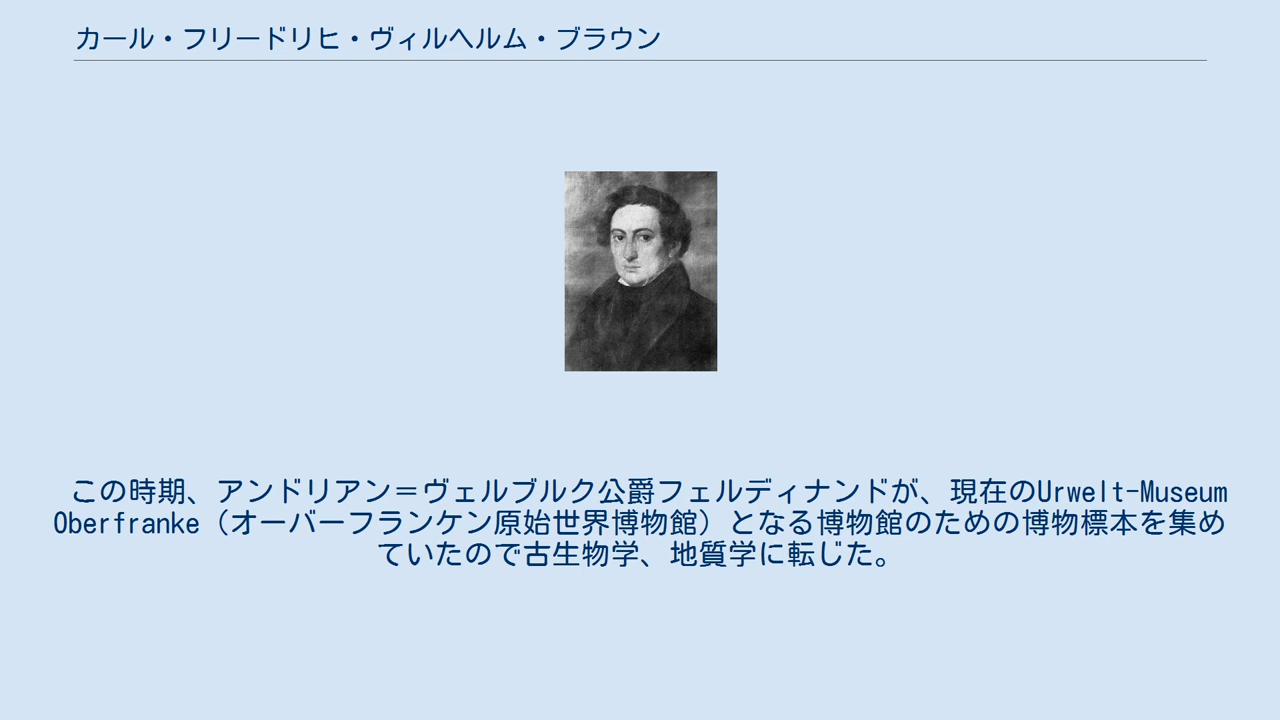 カール・フリードリヒ・ヴィルヘルム・ブラウン
この時期、アンドリアン＝ヴェルブルク公爵フェルディナンドが、現在のUrwelt-Museum
Oberfranke（オーバーフランケン原始世界博物館）となる博物館のための博物標本を集め
ていたので古生物学、地質学に転じた。